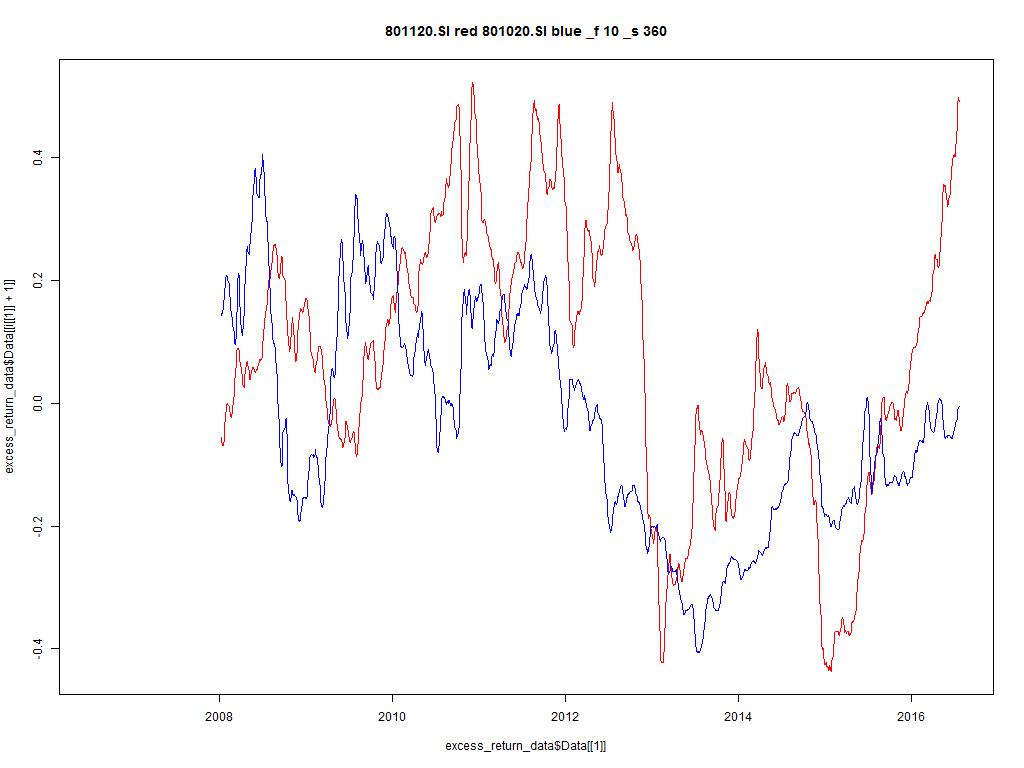 801120.SI red 801020.SI blue _f 10 _s 360
excess_return_data$Data[[i[[1]] + 1]]
0.4
0.2
0.0
-0.2
-0.4
2008 2010 2012 2014 2016
excess_return_data$Data[[1]]